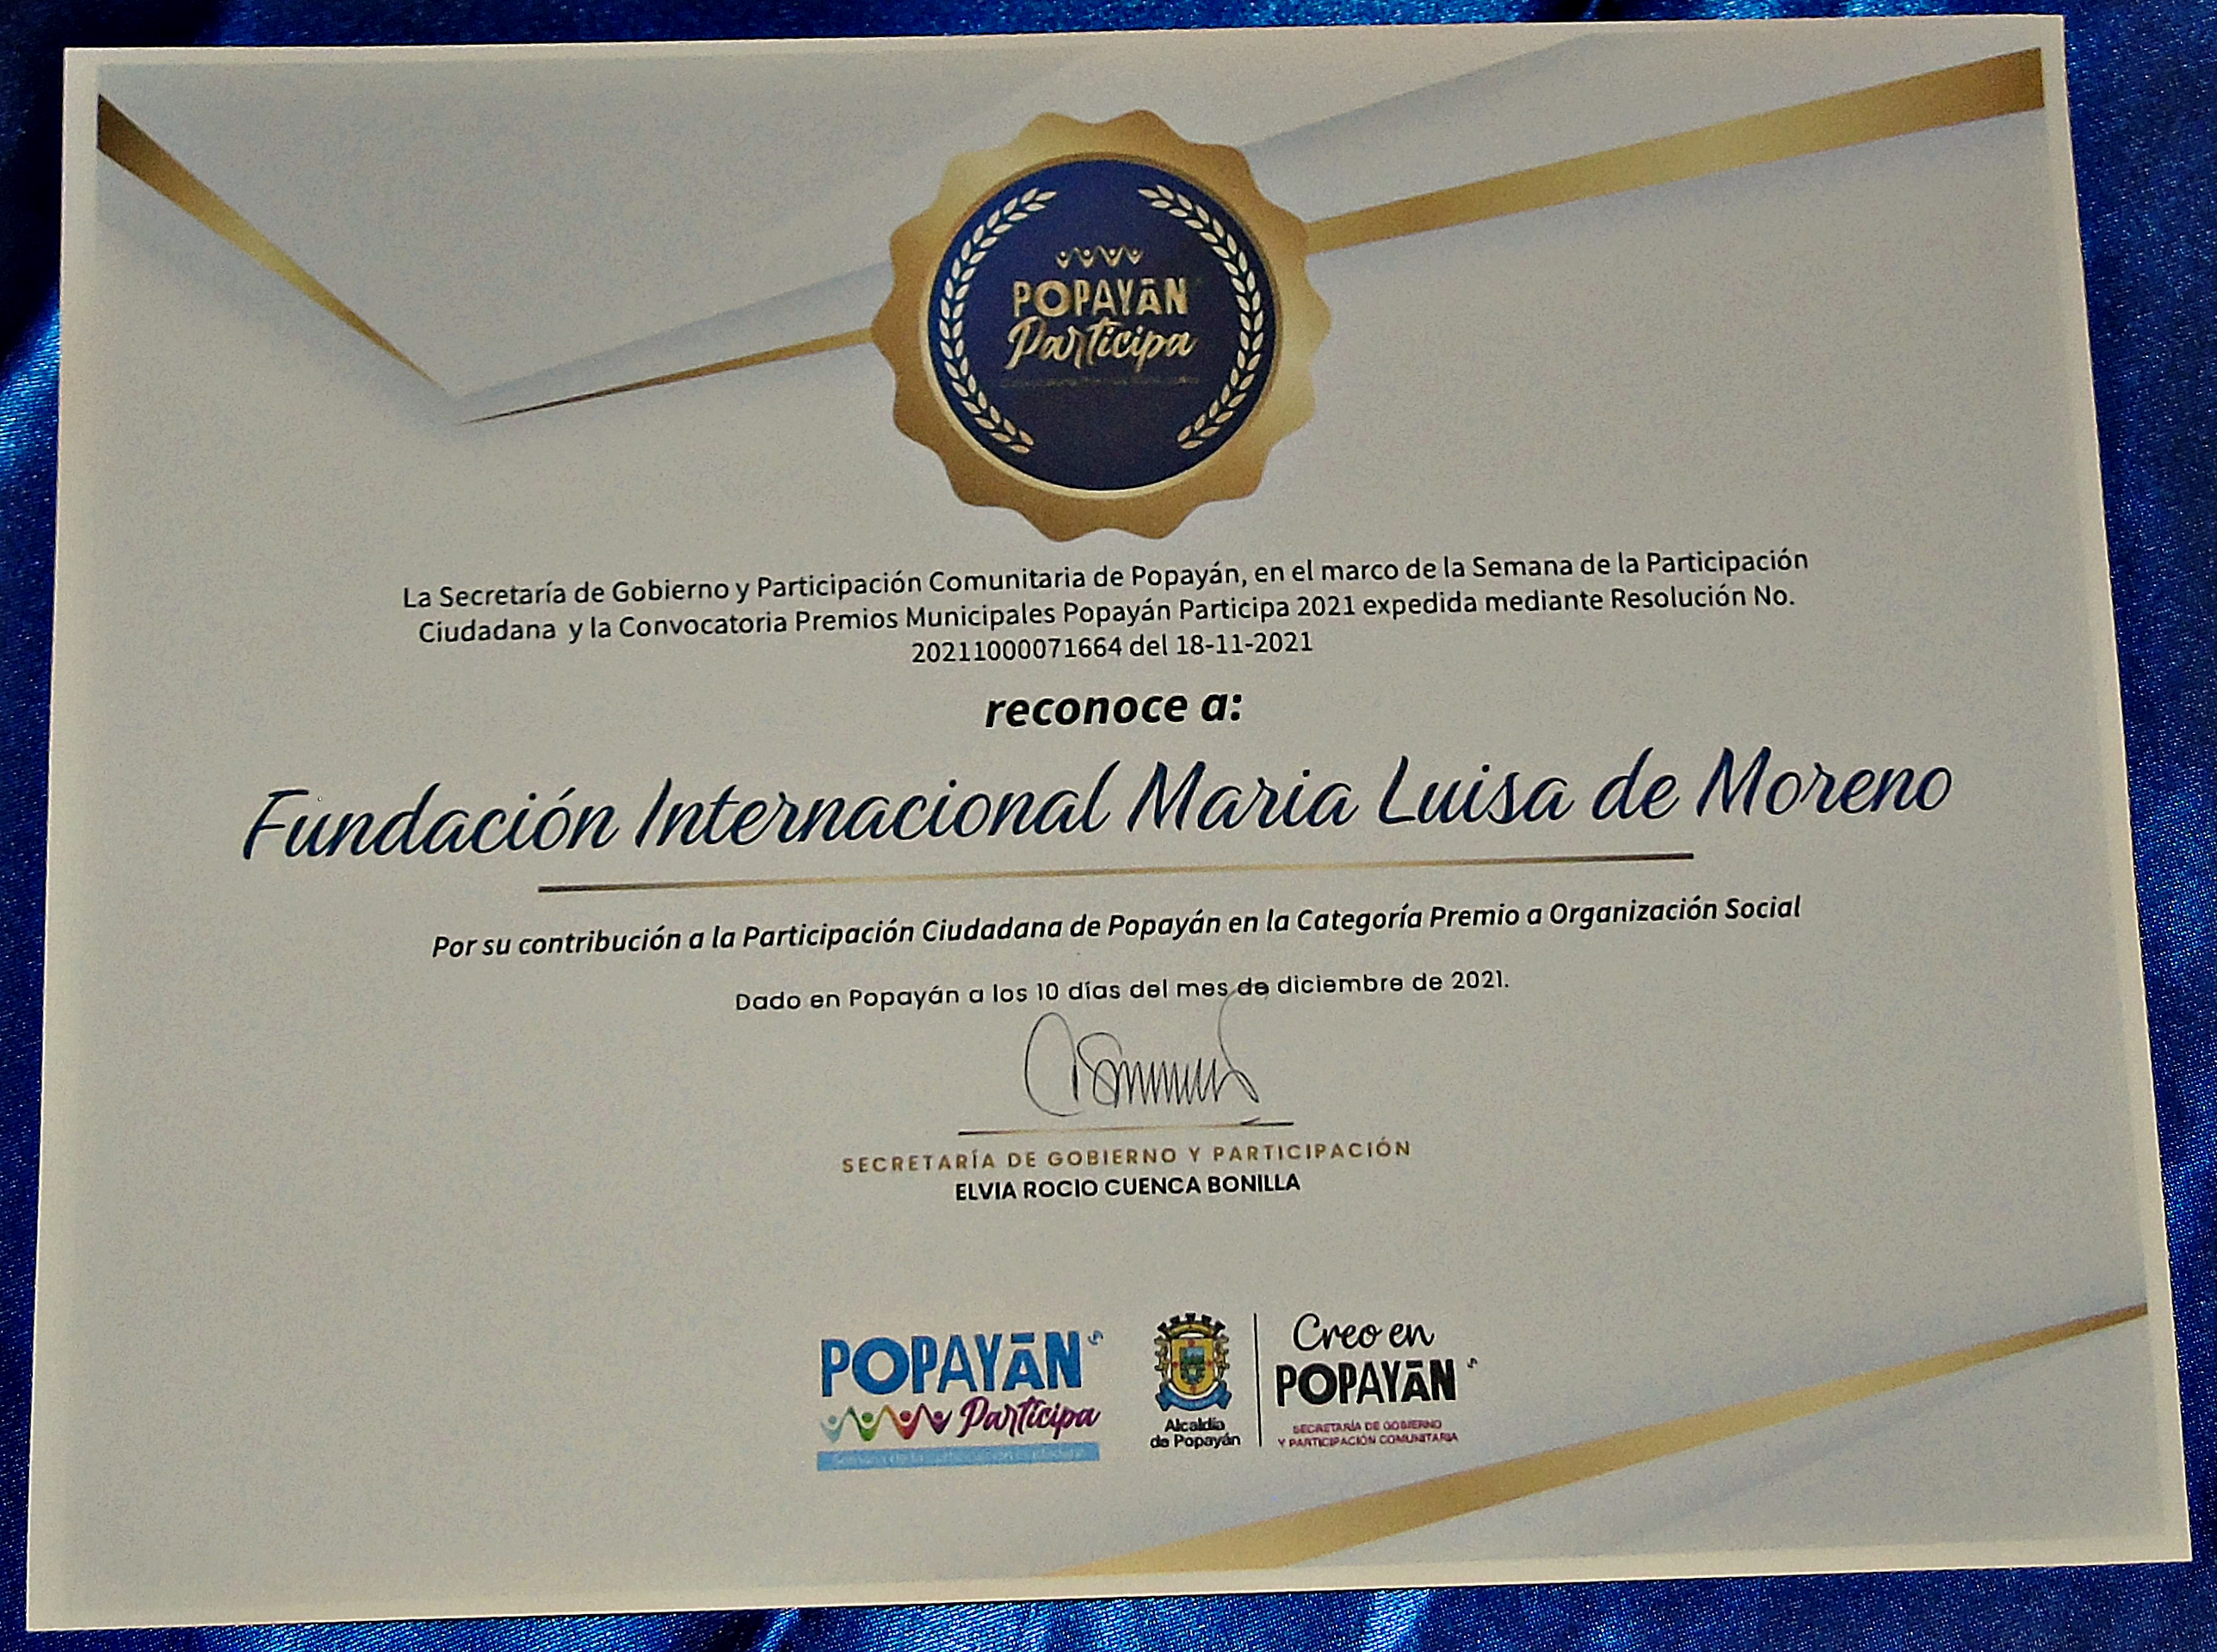 POPAYĀN
Participa
La Secretaría de Gobierno y Participación Comunitaria de Popayán, en el marco de la Semana de la Participación
Ciudadana y la Convocatoria Premios Municipales Popayán Participa 2021 expedida mediante Resolución No.
20211000071664 del 18-11-2021
reconoce a:
Fundación Internacional Maria Luisa de Moreno
Por su contribución a la Participación Ciudadana de Popayán en la Categoría Premio a Organización Social
Dado en Popayán a los 10 días del mes de diciembre de 2021.
SECRETARÍA DE GOBIERNO Y PARTICIPACIÓN
ELVIA ROCIO CUENCA BONILLA
POPAYĀN
Participa
Alcaldía
de Popayán
Creo en
POPAYĀN
SECRETARÍA DE GOBIERNO
Y PARTICIPACIÓN COMUNITARIA